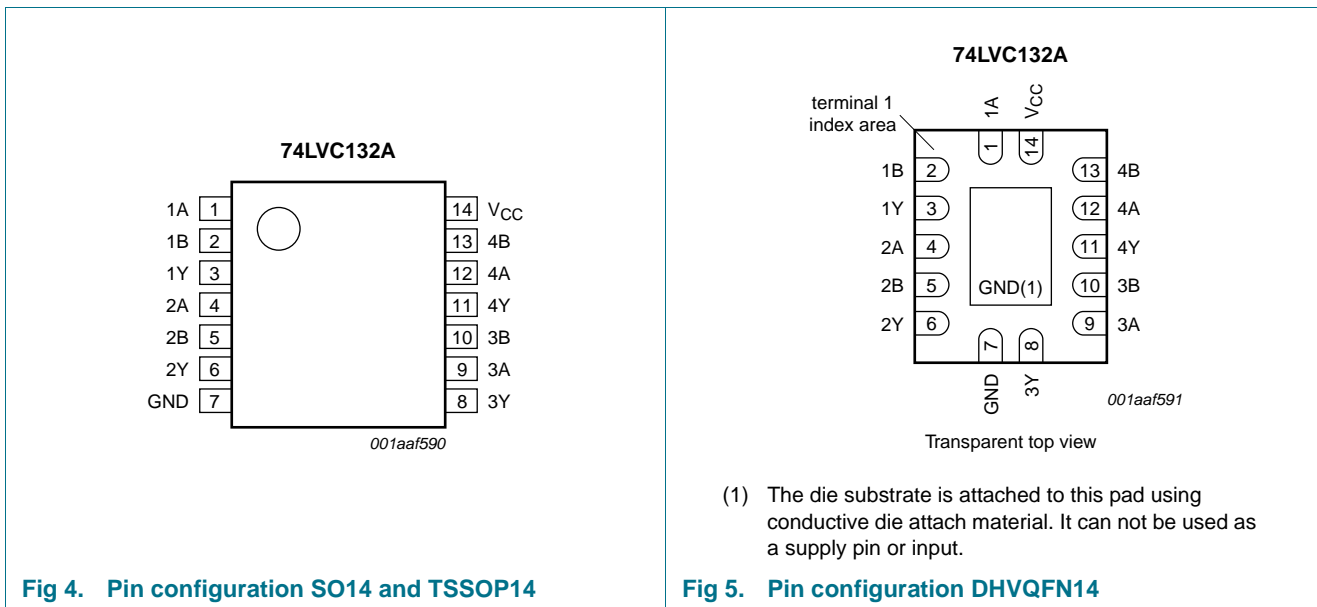 74LVC132A
1A 1 14 VCC
1B 2 13 4B
1Y 3 12 4A
2A 4 11 4Y
2B 5 10 3B
2Y 6 9 3A
GND 7 8 3Y
001aaf590
Fig 4. Pin configuration SO14 and TSSOP14
74LVC132A
terminal 1
index area
1A VCC
1 14
1B 2 13 4B
1Y 3 12 4A
2A 4 11 4Y
2B 5 GND(1) 10 3B
2Y 6 9 3A
7 8
GND 3Y
001aaf591
Transparent top view
(1) The die substrate is attached to this pad using
conductive die attach material. It can not be used as
a supply pin or input.
Fig 5. Pin configuration DHVQFN14